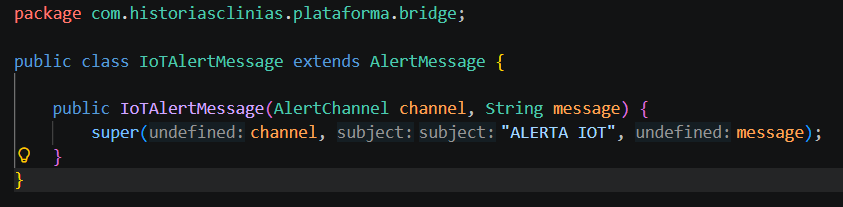 package com.historiasclinias.plataforma.bridge;
public class IoTAlertMessage extends AlertMessage {
public IoTAlertMessage(AlertChannel channel, String message) {
super(undefined: channel, subject: subject: "ALERTA IOT", undefined: message);
}
}